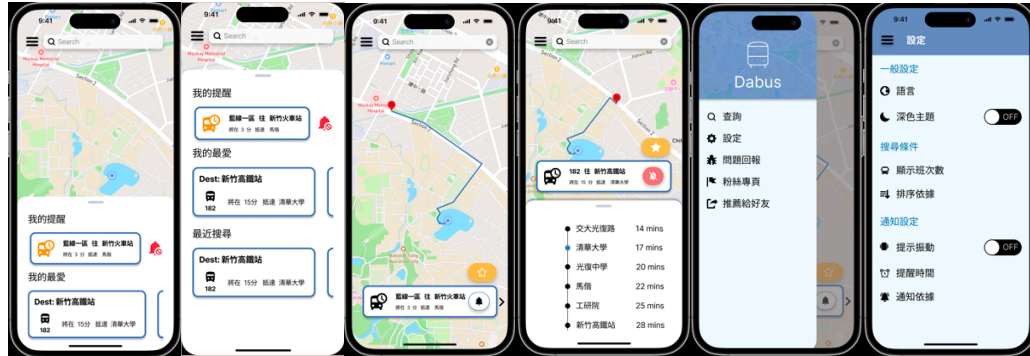 9:41
Search
Mackay Memorial
Hospital
Section 2
我的提醒
藍線一區 往 新竹火車站
將在 3 分 抵達 馬偕
我的最愛
Dest: 新竹高鐵站
182
將在 15分 抵達 清華大學
9:41
Search
我的提醒
藍線一區 往 新竹火車站
將在 3 分 抵達 馬偕
我的最愛
Dest: 新竹高鐵站
182
將在 15分 抵達 清華大學
最近搜尋
Dest: 新竹高鐵站
182
將在 15分 抵達 清華大學
9:41
Search
Mackay Memorial
Hospital
Section 2
藍線一區 往 新竹火車站
將在 3 分 抵達 馬偕
9:41
Search
Section 2
182 往 新竹高鐵站
將在 15 分 抵達 清華大學
交大光復路 14 mins
清華大學 17 mins
光復中學 20 mins
馬偕 22 mins
工研院 25 mins
新竹高鐵站 28 mins
Dabus
查詢
設定
問題回報
粉絲專頁
推薦給好友
9:41
設定
一般設定
語言
深色主題 OFF
搜尋條件
顯示班次數
排序依據
通知設定
提示振動 OFF
提醒時間
通知依據